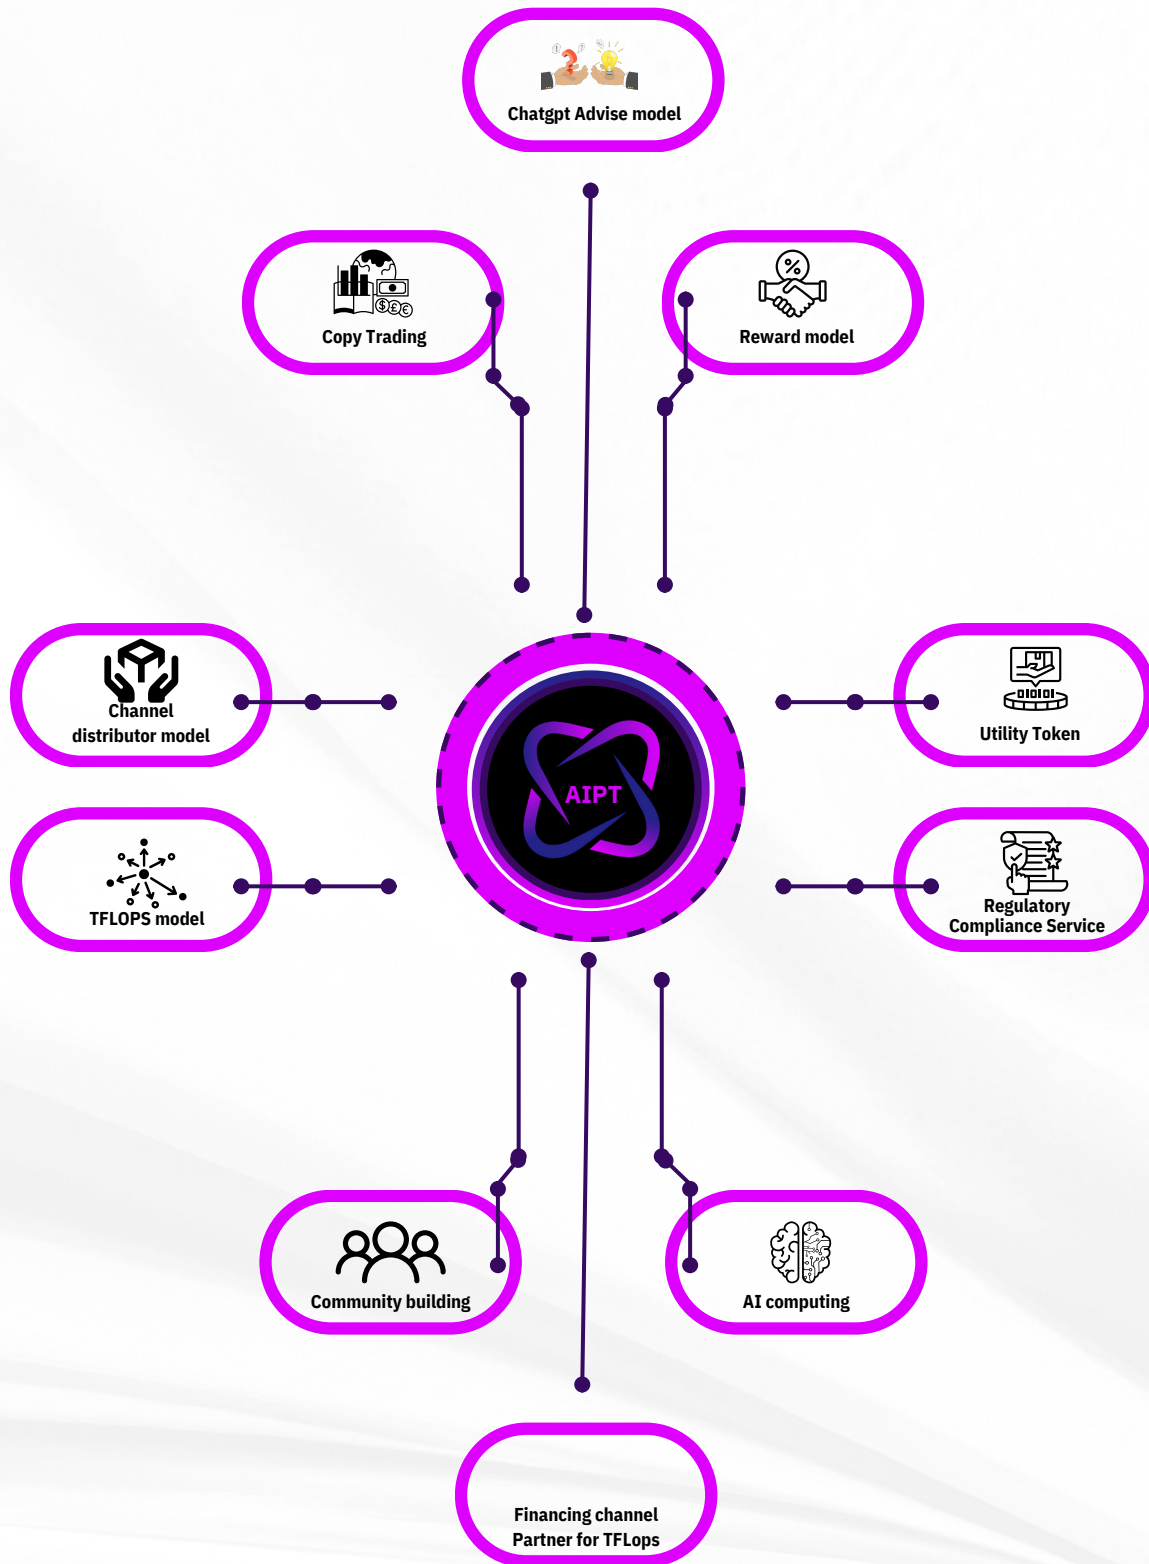 Chatgpt Advise model
Copy Trading
Reward model
Channel
distributor model
Utility Token
AIPT
TFLOPS model
Regulatory
Compliance Service
Community building
AI computing
Financing channel
Partner for TFLops